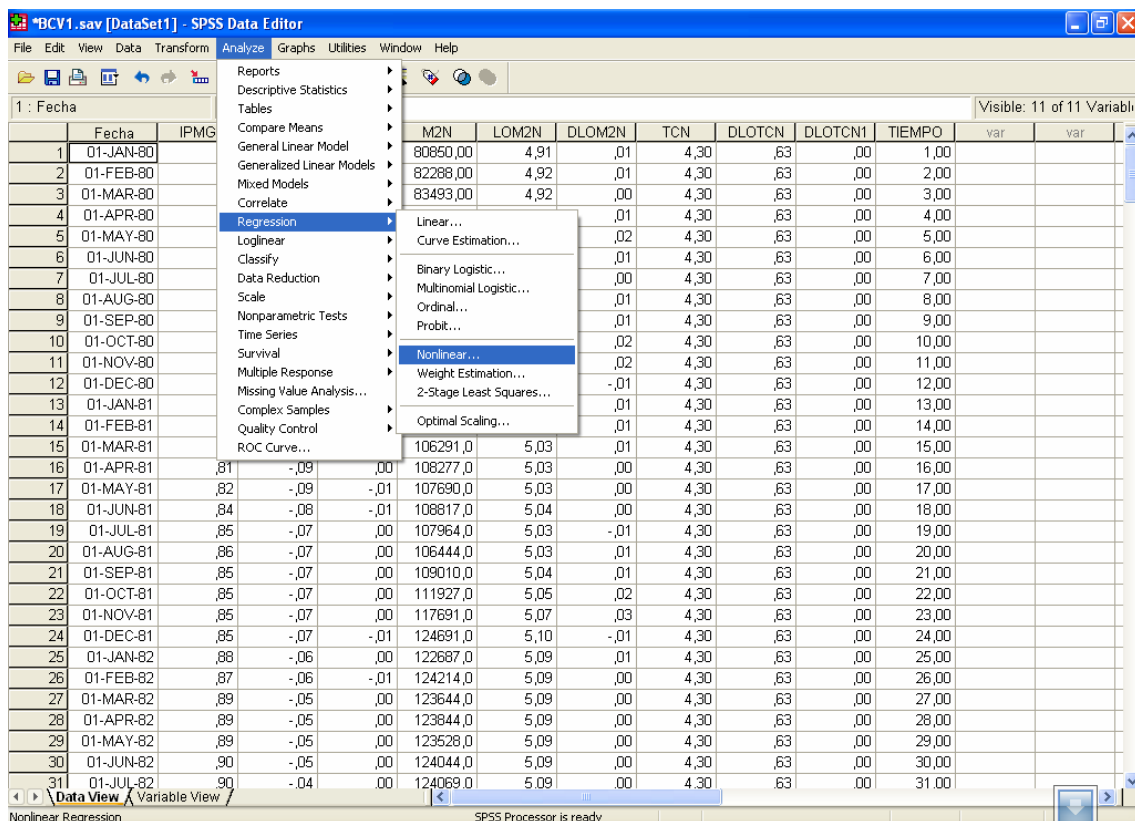 *BCV1.sav [DataSet1] - SPSS Data Editor
File Edit View Data Transform Analyze Graphs Utilities Window Help
1 : Fecha
Visible: 11 of 11 Variabl
Reports
Descriptive Statistics
Tables
Compare Means
General Linear Model
Generalized Linear Models
Mixed Models
Correlate
Regression
Loglinear
Classify
Data Reduction
Scale
Nonparametric Tests
Time Series
Survival
Multiple Response
Missing Value Analysis...
Complex Samples
Quality Control
ROC Curve...
Linear...
Curve Estimation...
Binary Logistic...
Multinomial Logistic...
Ordinal...
Probit...
Nonlinear...
Weight Estimation...
2-Stage Least Squares...
Optimal Scaling...
Fecha IPMG M2N LOM2N DLOM2N TCN DLOTCN DLOTCN1 TIEMPO var var
1 01-JAN-80 80850,00 4,91 ,01 4,30 ,63 ,00 1,00
2 01-FEB-80 82288,00 4,92 ,01 4,30 ,63 ,00 2,00
3 01-MAR-80 83493,00 4,92 ,00 4,30 ,63 ,00 3,00
4 01-APR-80 ,01 4,30 ,63 ,00 4,00
5 01-MAY-80 ,02 4,30 ,63 ,00 5,00
6 01-JUN-80 ,01 4,30 ,63 ,00 6,00
7 01-JUL-80 ,00 4,30 ,63 ,00 7,00
8 01-AUG-80 ,01 4,30 ,63 ,00 8,00
9 01-SEP-80 ,01 4,30 ,63 ,00 9,00
10 01-OCT-80 ,02 4,30 ,63 ,00 10,00
11 01-NOV-80 ,02 4,30 ,63 ,00 11,00
12 01-DEC-80 -,01 4,30 ,63 ,00 12,00
13 01-JAN-81 ,01 4,30 ,63 ,00 13,00
14 01-FEB-81 ,01 4,30 ,63 ,00 14,00
15 01-MAR-81 106291,0 5,03 ,00 4,30 ,63 ,00 15,00
16 01-APR-81 ,81 -,09 ,00 108277,0 5,03 ,00 4,30 ,63 ,00 16,00
17 01-MAY-81 ,82 -,09 -,01 107690,0 5,03 ,00 4,30 ,63 ,00 17,00
18 01-JUN-81 ,84 -,08 -,01 108817,0 5,04 ,00 4,30 ,63 ,00 18,00
19 01-JUL-81 ,85 -,07 ,00 107964,0 5,03 -,01 4,30 ,63 ,00 19,00
20 01-AUG-81 ,86 -,07 ,00 106444,0 5,03 ,01 4,30 ,63 ,00 20,00
21 01-SEP-81 ,85 -,07 ,00 109010,0 5,04 ,01 4,30 ,63 ,00 21,00
22 01-OCT-81 ,85 -,07 ,00 111927,0 5,05 ,02 4,30 ,63 ,00 22,00
23 01-NOV-81 ,85 -,07 ,00 117691,0 5,07 ,03 4,30 ,63 ,00 23,00
24 01-DEC-81 ,85 -,07 -,01 124691,0 5,10 -,01 4,30 ,63 ,00 24,00
25 01-JAN-82 ,88 -,06 ,00 122687,0 5,09 ,01 4,30 ,63 ,00 25,00
26 01-FEB-82 ,87 -,06 -,01 124214,0 5,09 ,00 4,30 ,63 ,00 26,00
27 01-MAR-82 ,89 -,05 ,00 123644,0 5,09 ,00 4,30 ,63 ,00 27,00
28 01-APR-82 ,89 -,05 ,00 123844,0 5,09 ,00 4,30 ,63 ,00 28,00
29 01-MAY-82 ,89 -,05 ,00 123528,0 5,09 ,00 4,30 ,63 ,00 29,00
30 01-JUN-82 ,90 -,05 ,00 124044,0 5,09 ,00 4,30 ,63 ,00 30,00
31 01-JUL-82 ,90 -,04 ,00 124069,0 5,09 ,00 4,30 ,63 ,00 31,00
Data View Variable View
Nonlinear Regression SPSS Processor is ready